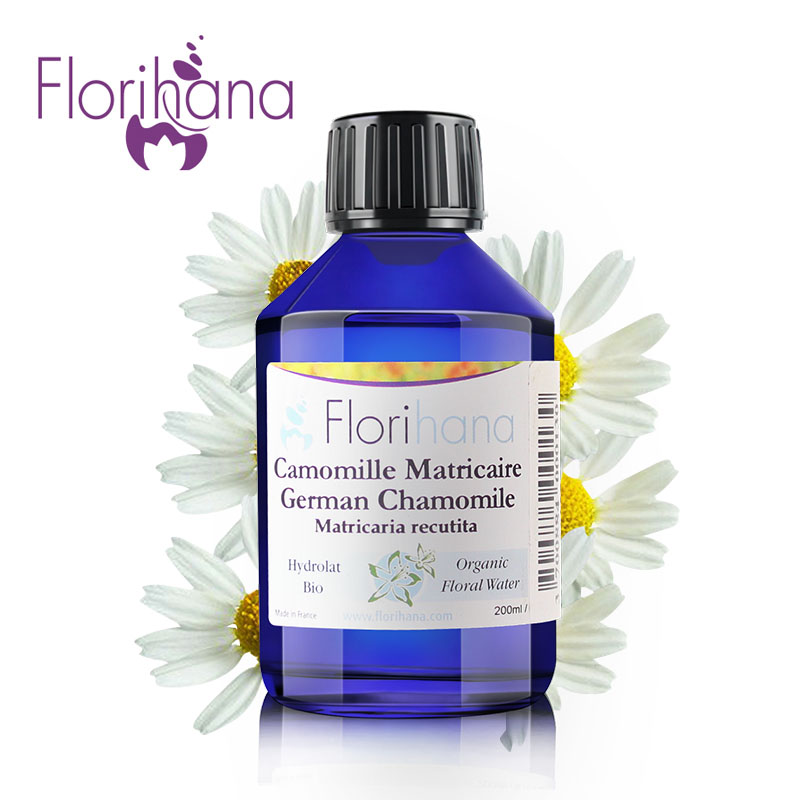 Florihana
Florihana
Camomille Matricaire
German Chamomile
Matricaria recutita
Hydrolat
Bio
Organic
Floral Water
Made in France
www.florihana.com
200ml /